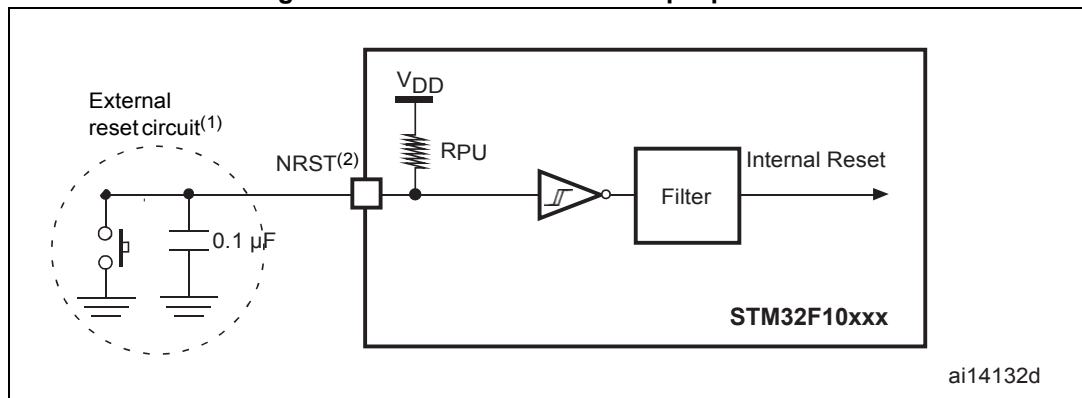 External
reset circuit(1)
NRST(2)
VDD
RPU
0.1 µF
Filter
Internal Reset
STM32F10xxx
ai14132d